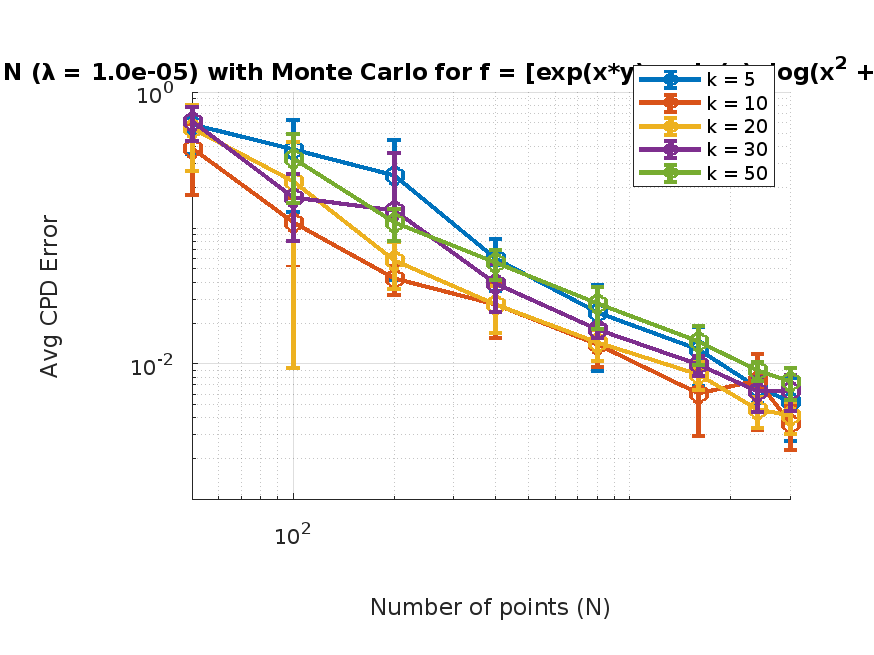 N (λ = 1.0e-05) with Monte Carlo for f = [exp(x*y) log(x² +
k = 5
k = 10
k = 20
k = 30
k = 50
10⁰
10⁻²
10²
Avg CPD Error
Number of points (N)